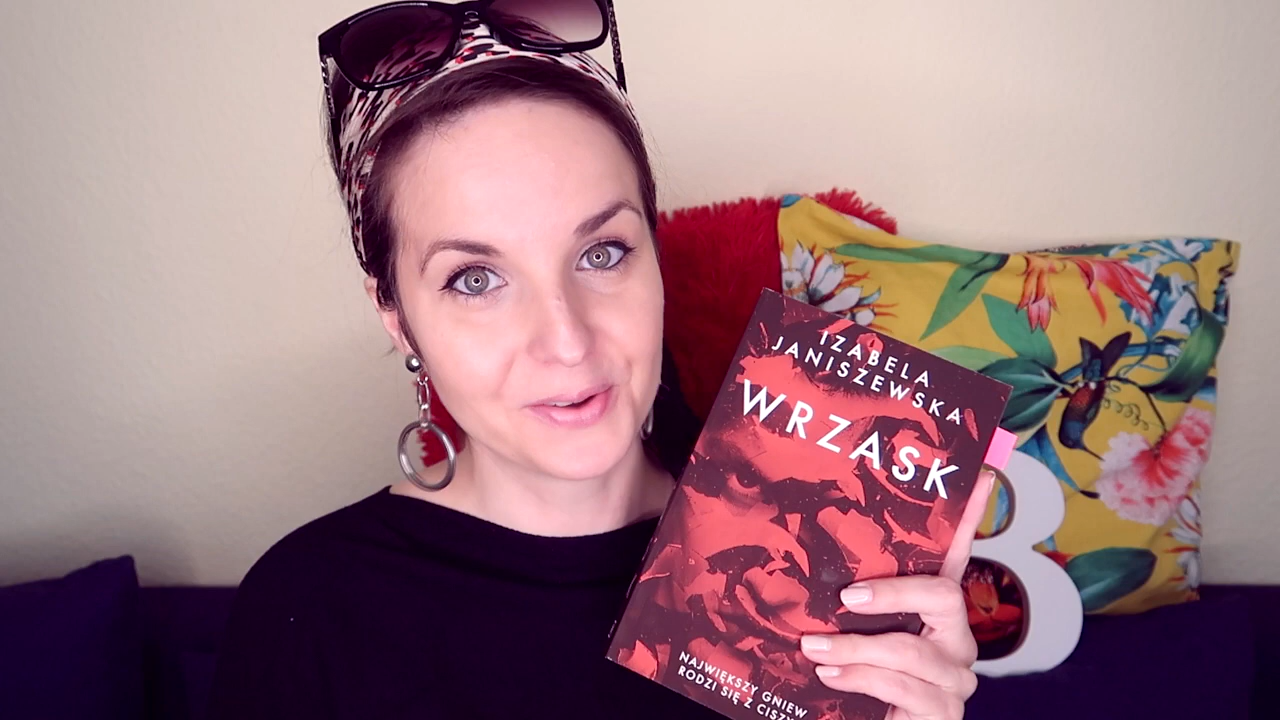 IZABELA
JANISZEWSKA
WRZASK
NAJWIĘKSZY GNIEW
RODZI SIĘ Z CISZY
B